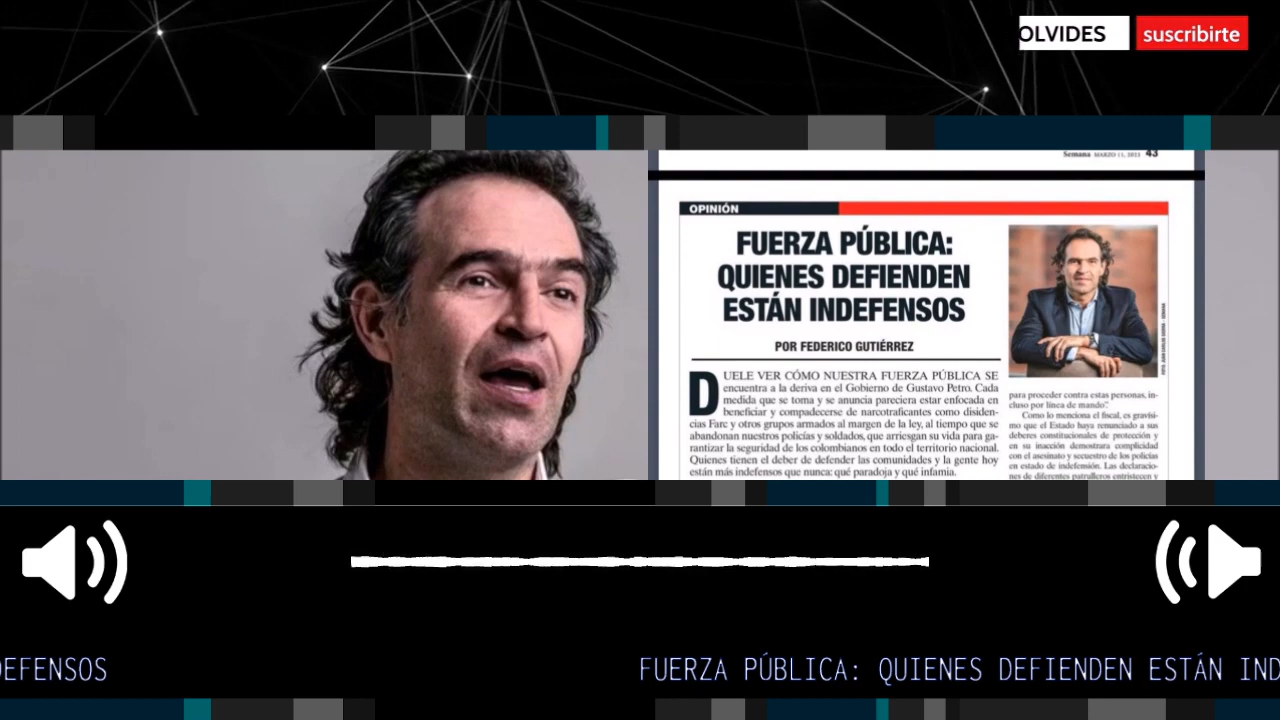 OLVIDES suscribirte
Semana MARZO 11, 2023 43
OPINIÓN
FUERZA PÚBLICA:
QUIENES DEFIENDEN
ESTÁN INDEFENSOS
POR FEDERICO GUTIÉRREZ
DUELE VER CÓMO NUESTRA FUERZA PÚBLICA SE
encuentra a la deriva en el Gobierno de Gustavo Petro. Cada
medida que se toma y se anuncia pareciera estar enfocada en
beneficiar y compadecerse de narcotraficantes como disiden-
cias Farc y otros grupos armados al margen de la ley, al tiempo que se
abandonan nuestros policías y soldados, que arriesgan su vida para ga-
rantizar la seguridad de los colombianos en todo el territorio nacional.
Quienes tienen el deber de defender las comunidades y la gente hoy
están más indefensos que nunca: qué paradoja y qué infamia.
para proceder contra estas personas, in-
cluso por línea de mando".
Como lo menciona el fiscal, es gravísi-
mo que el Estado haya renunciado a sus
deberes constitucionales de protección y
en su inacción demostrara complicidad
con el asesinato y secuestro de los policías
en estado de indefensión. Las declaracio-
nes de diferentes patrulleros entristecen y
DEFENSOS
FUERZA PÚBLICA: QUIENES DEFIENDEN ESTÁN IND